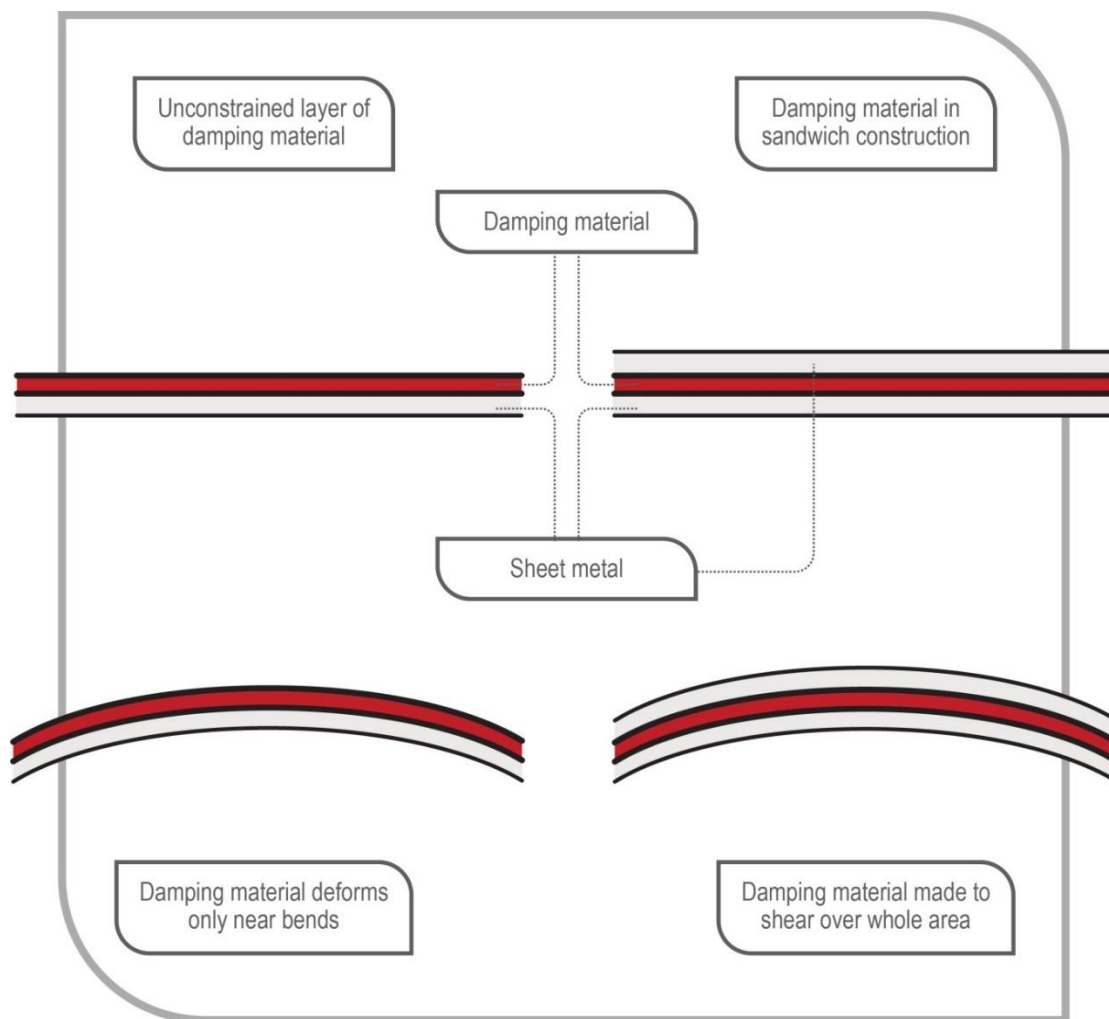 Unconstrained layer of
damping material
Damping material in
sandwich construction
Damping material
Sheet metal
Damping material deforms
only near bends
Damping material made to
shear over whole area